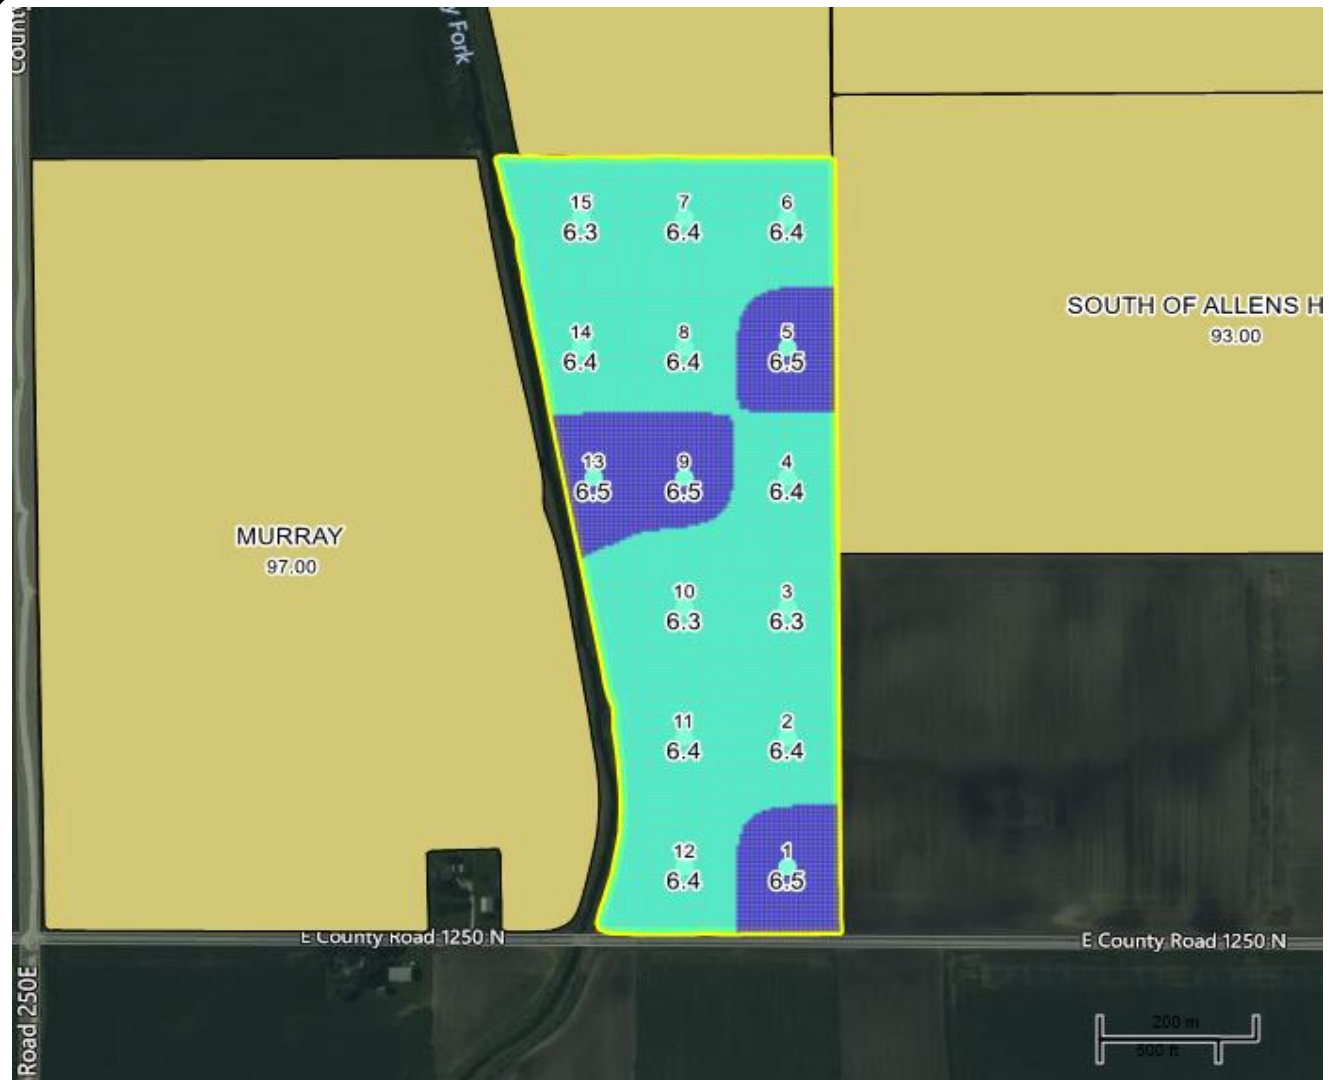 County
y Fork
15 7 6
6.3 6.4 6.4
14 8 5
6.4 6.4 6.5
SOUTH OF ALLENS H
93.00
13 9 4
6.5 6.5 6.4
MURRAY
97.00
10 3
6.3 6.3
11 2
6.4 6.4
12 1
6.4 6.5
E County Road 1250 N
E County Road 1250 N
Road 250E
200 m
500 ft